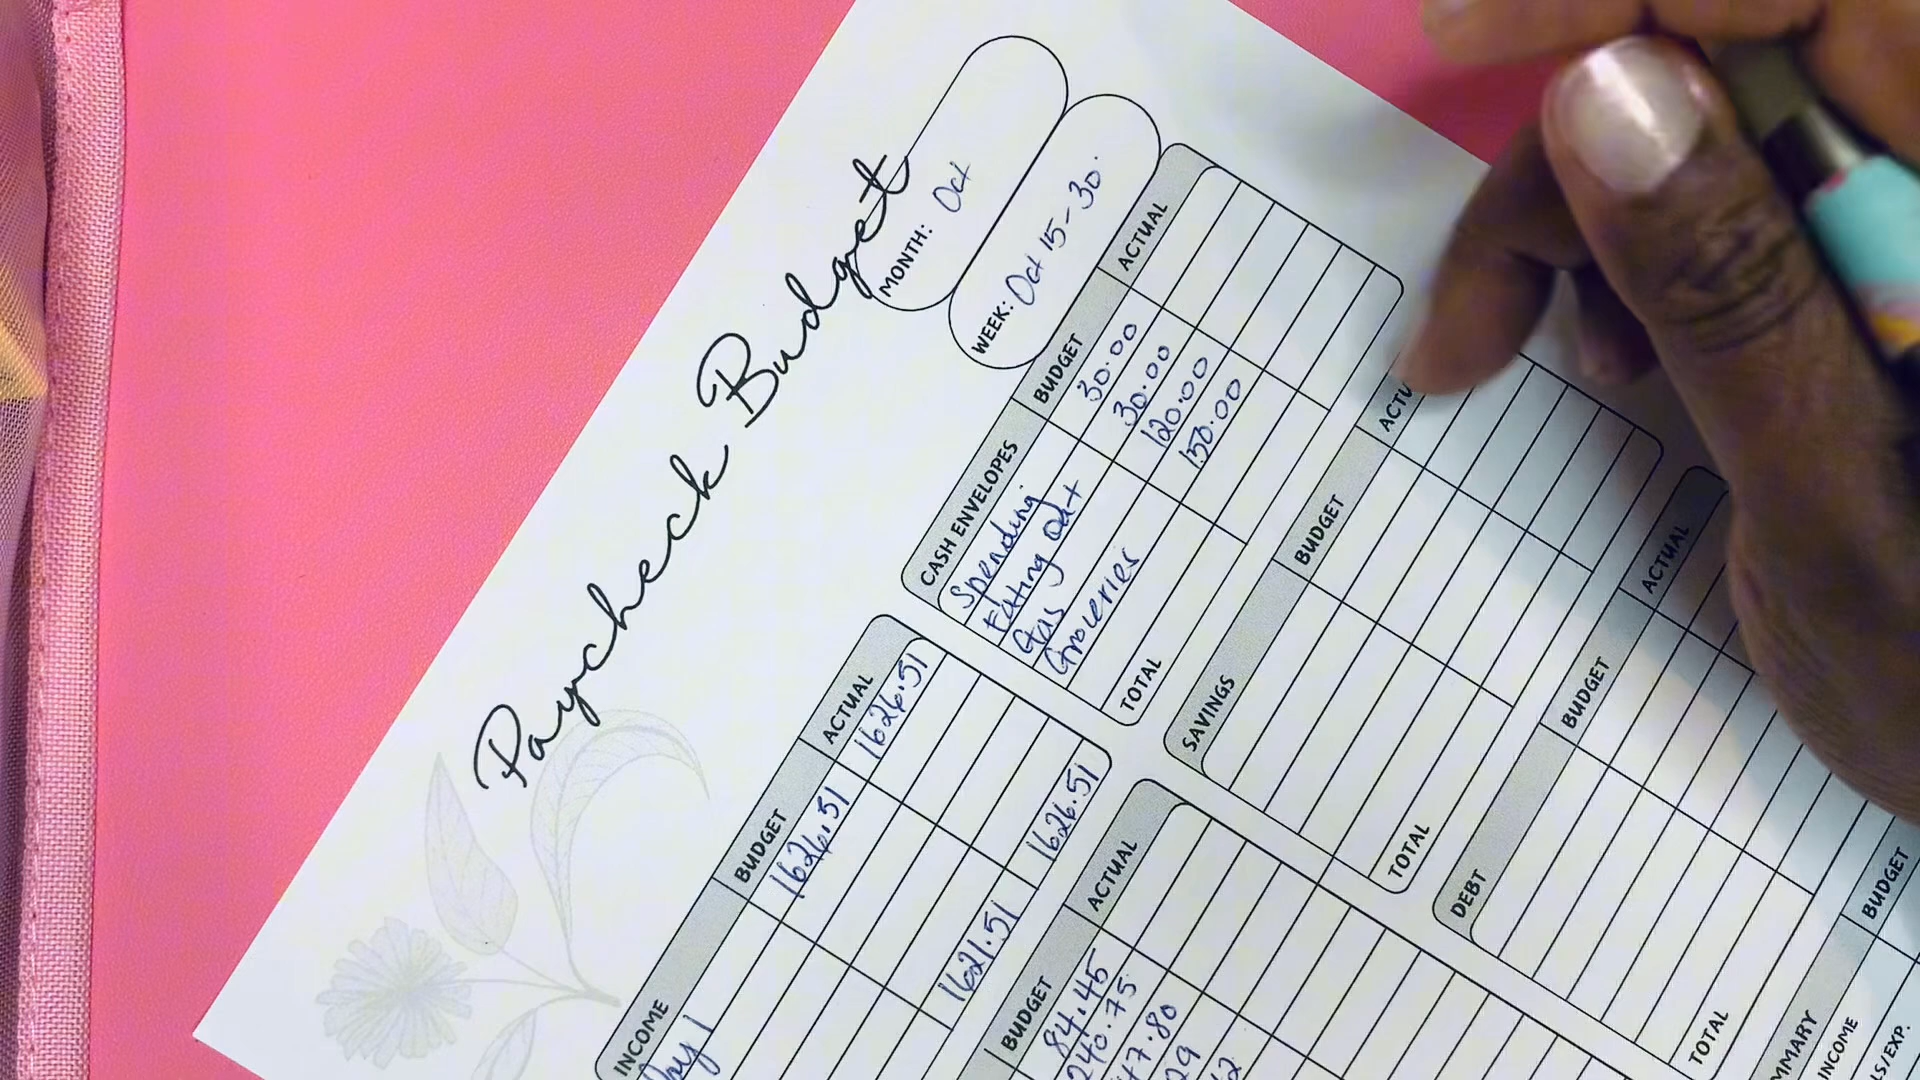 Paycheck Budget
MONTH: Oct
WEEK: Oct 15-30.
INCOME BUDGET ACTUAL
1626.51 1626.51
1621.51 1626.51
CASH ENVELOPES BUDGET ACTUAL
Spending 30.00
Eating Out 30.00
Gas 120.00
Groceries 150.00
TOTAL
BUDGET ACTUAL
84.45
240.75
SAVINGS BUDGET ACTU
TOTAL
DEBT BUDGET ACTUAL
TOTAL
BUDGET
INCOME